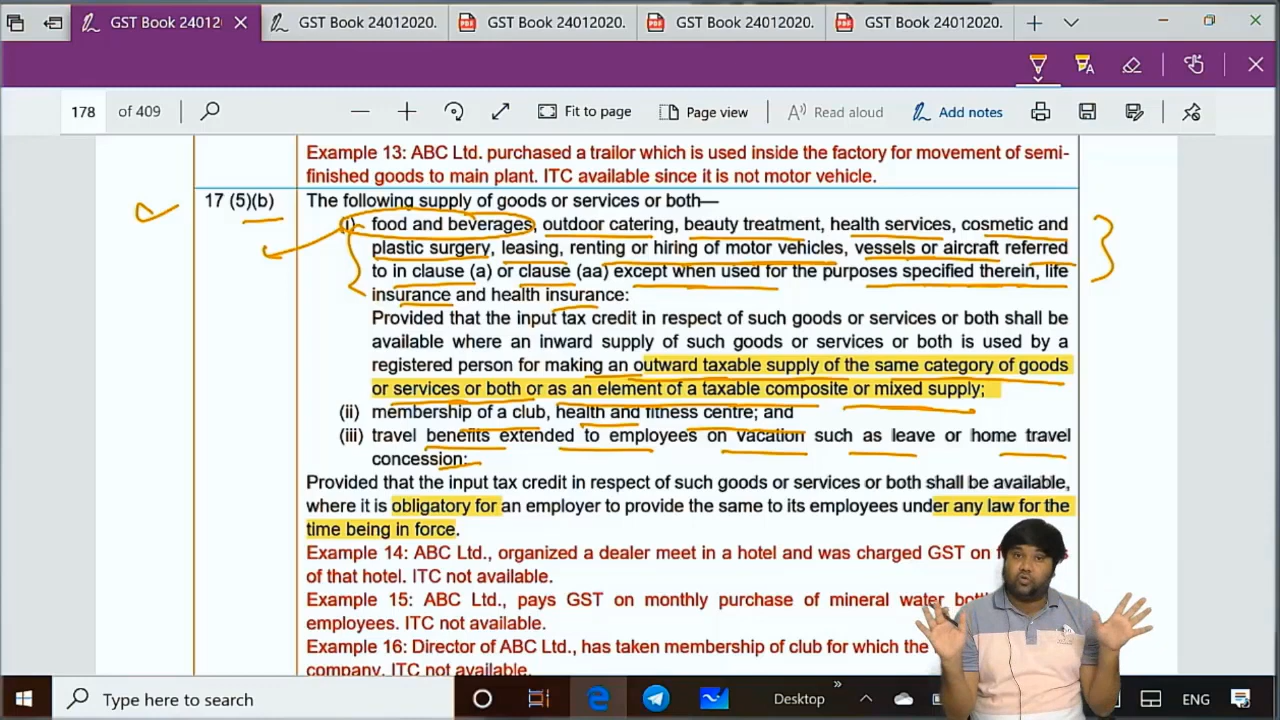 GST Book 24012
GST Book 24012020.
GST Book 24012020.
GST Book 24012020.
GST Book 24012020.
178 of 409
Fit to page
Page view
Read aloud
Add notes
Example 13: ABC Ltd. purchased a trailor which is used inside the factory for movement of semi-
finished goods to main plant. ITC available since it is not motor vehicle.
17 (5)(b)
The following supply of goods or services or both—
(i) food and beverages, outdoor catering, beauty treatment, health services, cosmetic and
plastic surgery, leasing, renting or hiring of motor vehicles, vessels or aircraft referred
to in clause (a) or clause (aa) except when used for the purposes specified therein, life
insurance and health insurance:
Provided that the input tax credit in respect of such goods or services or both shall be
available where an inward supply of such goods or services or both is used by a
registered person for making an outward taxable supply of the same category of goods
or services or both or as an element of a taxable composite or mixed supply;
(ii) membership of a club, health and fitness centre; and
(iii) travel benefits extended to employees on vacation such as leave or home travel
concession:
Provided that the input tax credit in respect of such goods or services or both shall be available,
where it is obligatory for an employer to provide the same to its employees under any law for the
time being in force.
Example 14: ABC Ltd., organized a dealer meet in a hotel and was charged GST on
of that hotel. ITC not available.
Example 15: ABC Ltd., pays GST on monthly purchase of mineral water
employees. ITC not available.
Example 16: Director of ABC Ltd., has taken membership of club for which the
company. ITC not available.
Type here to search
Desktop
ENG